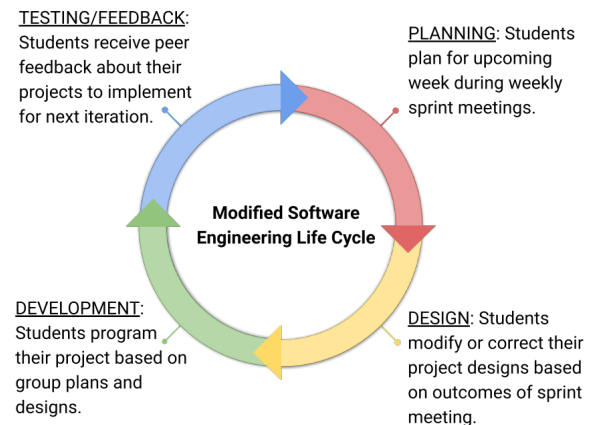 TESTING/FEEDBACK:
Students receive peer
feedback about their
projects to implement
for next iteration.
PLANNING: Students
plan for upcoming
week during weekly
sprint meetings.
Modified Software
Engineering Life Cycle
DEVELOPMENT:
Students program
their project based on
group plans and
designs.
DESIGN: Students
modify or correct their
project designs based
on outcomes of sprint
meeting.